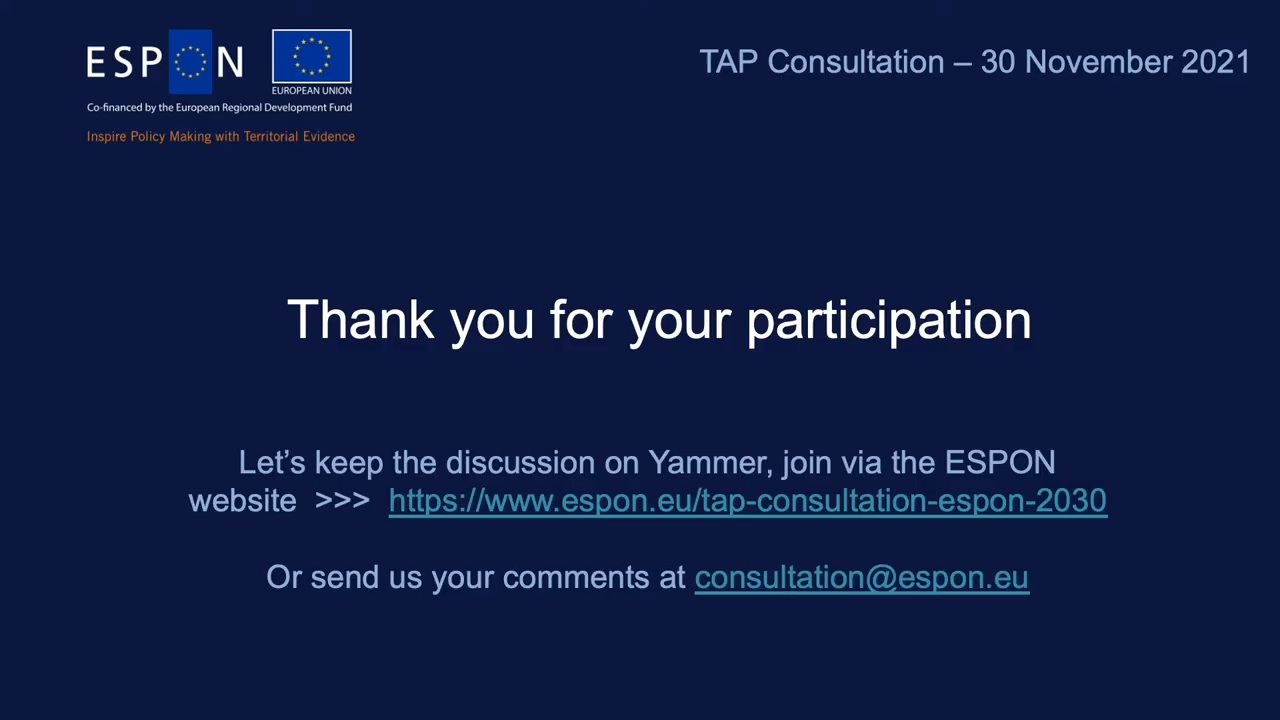 ESPON
EUROPEAN UNION
Co-financed by the European Regional Development Fund
Inspire Policy Making with Territorial Evidence
TAP Consultation – 30 November 2021
Thank you for your participation
Let’s keep the discussion on Yammer, join via the ESPON
website >>> https://www.espon.eu/tap-consultation-espon-2030
Or send us your comments at consultation@espon.eu